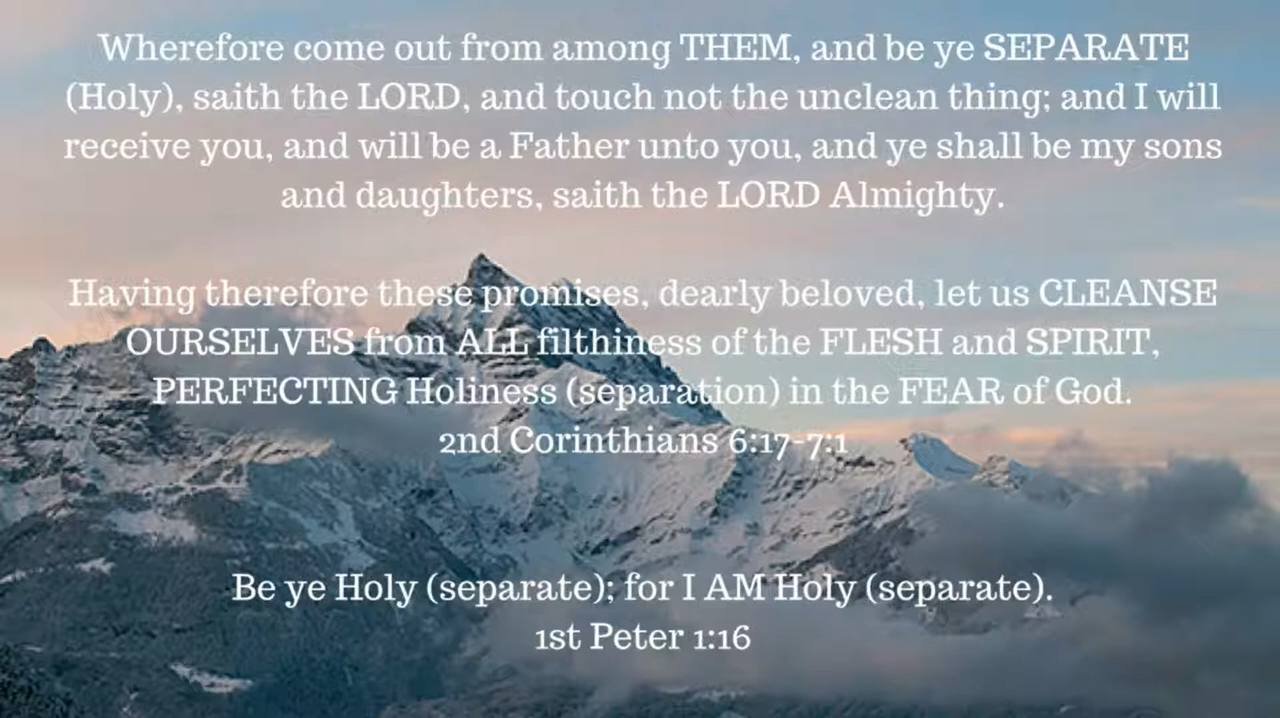 Wherefore come out from among THEM, and be ye SEPARATE
(Holy), saith the LORD, and touch not the unclean thing; and I will
receive you, and will be a Father unto you, and ye shall be my sons
and daughters, saith the LORD Almighty.
Having therefore these promises, dearly beloved, let us CLEANSE
OURSELVES from ALL filthiness of the FLESH and SPIRIT,
PERFECTING Holiness (separation) in the FEAR of God.
2nd Corinthians 6:17-7:1
Be ye Holy (separate); for I AM Holy (separate).
1st Peter 1:16